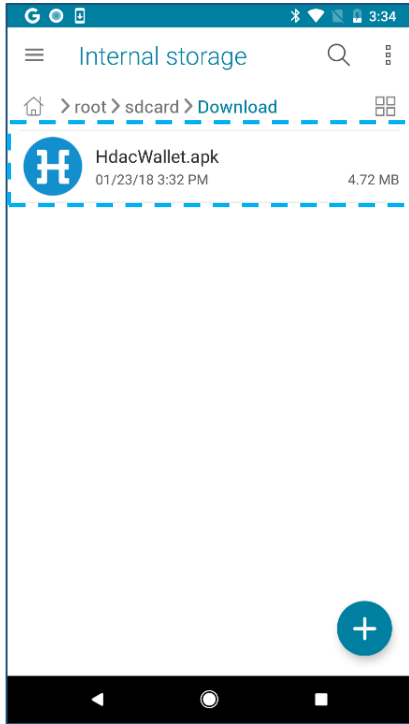 G 3:34
Internal storage
root sdcard Download
HdacWallet.apk
01/23/18 3:32 PM 4.72 MB